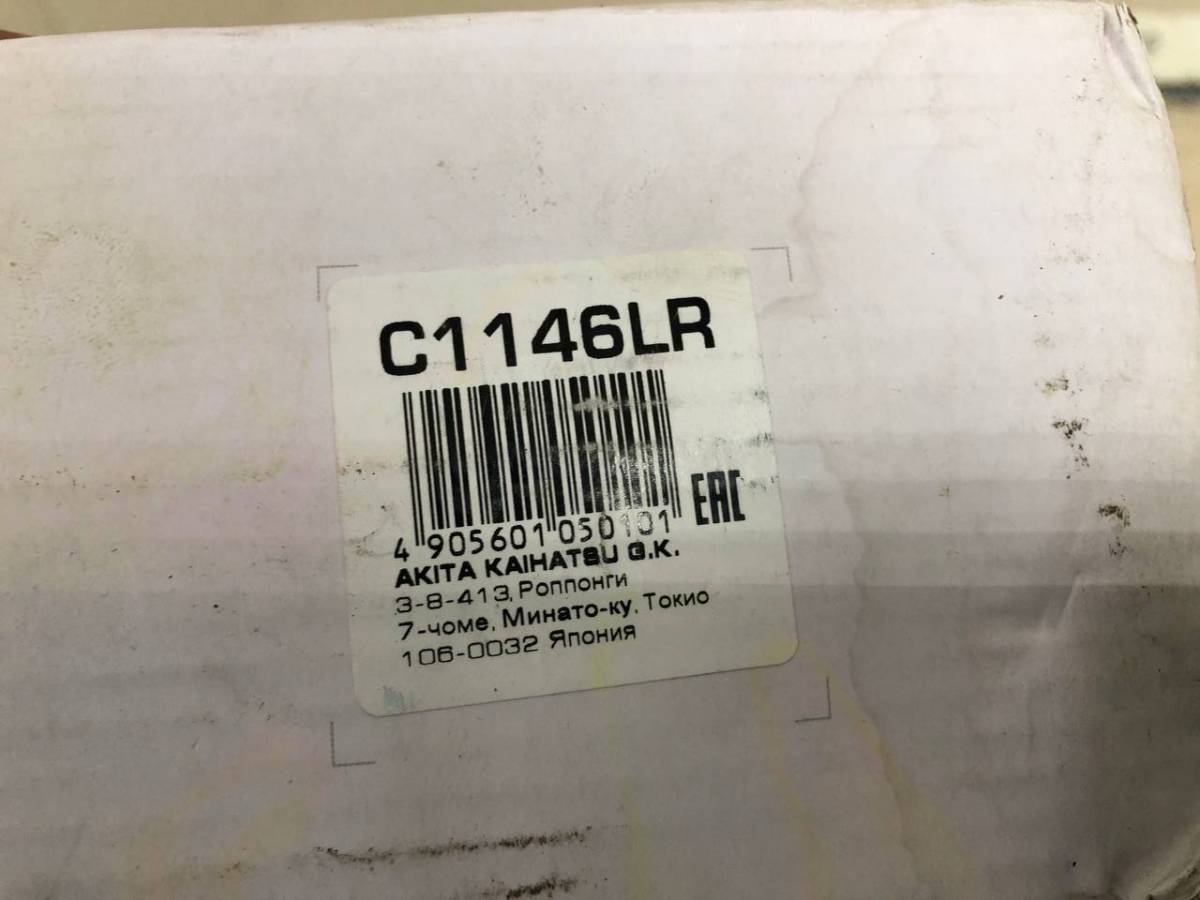 C1146LR
4 905601 050101
EAC
AKITA KAIHATSU G.K.
3-8-413, Роппонги
7-чоме, Минато-ку, Токио
106-0032 Япония